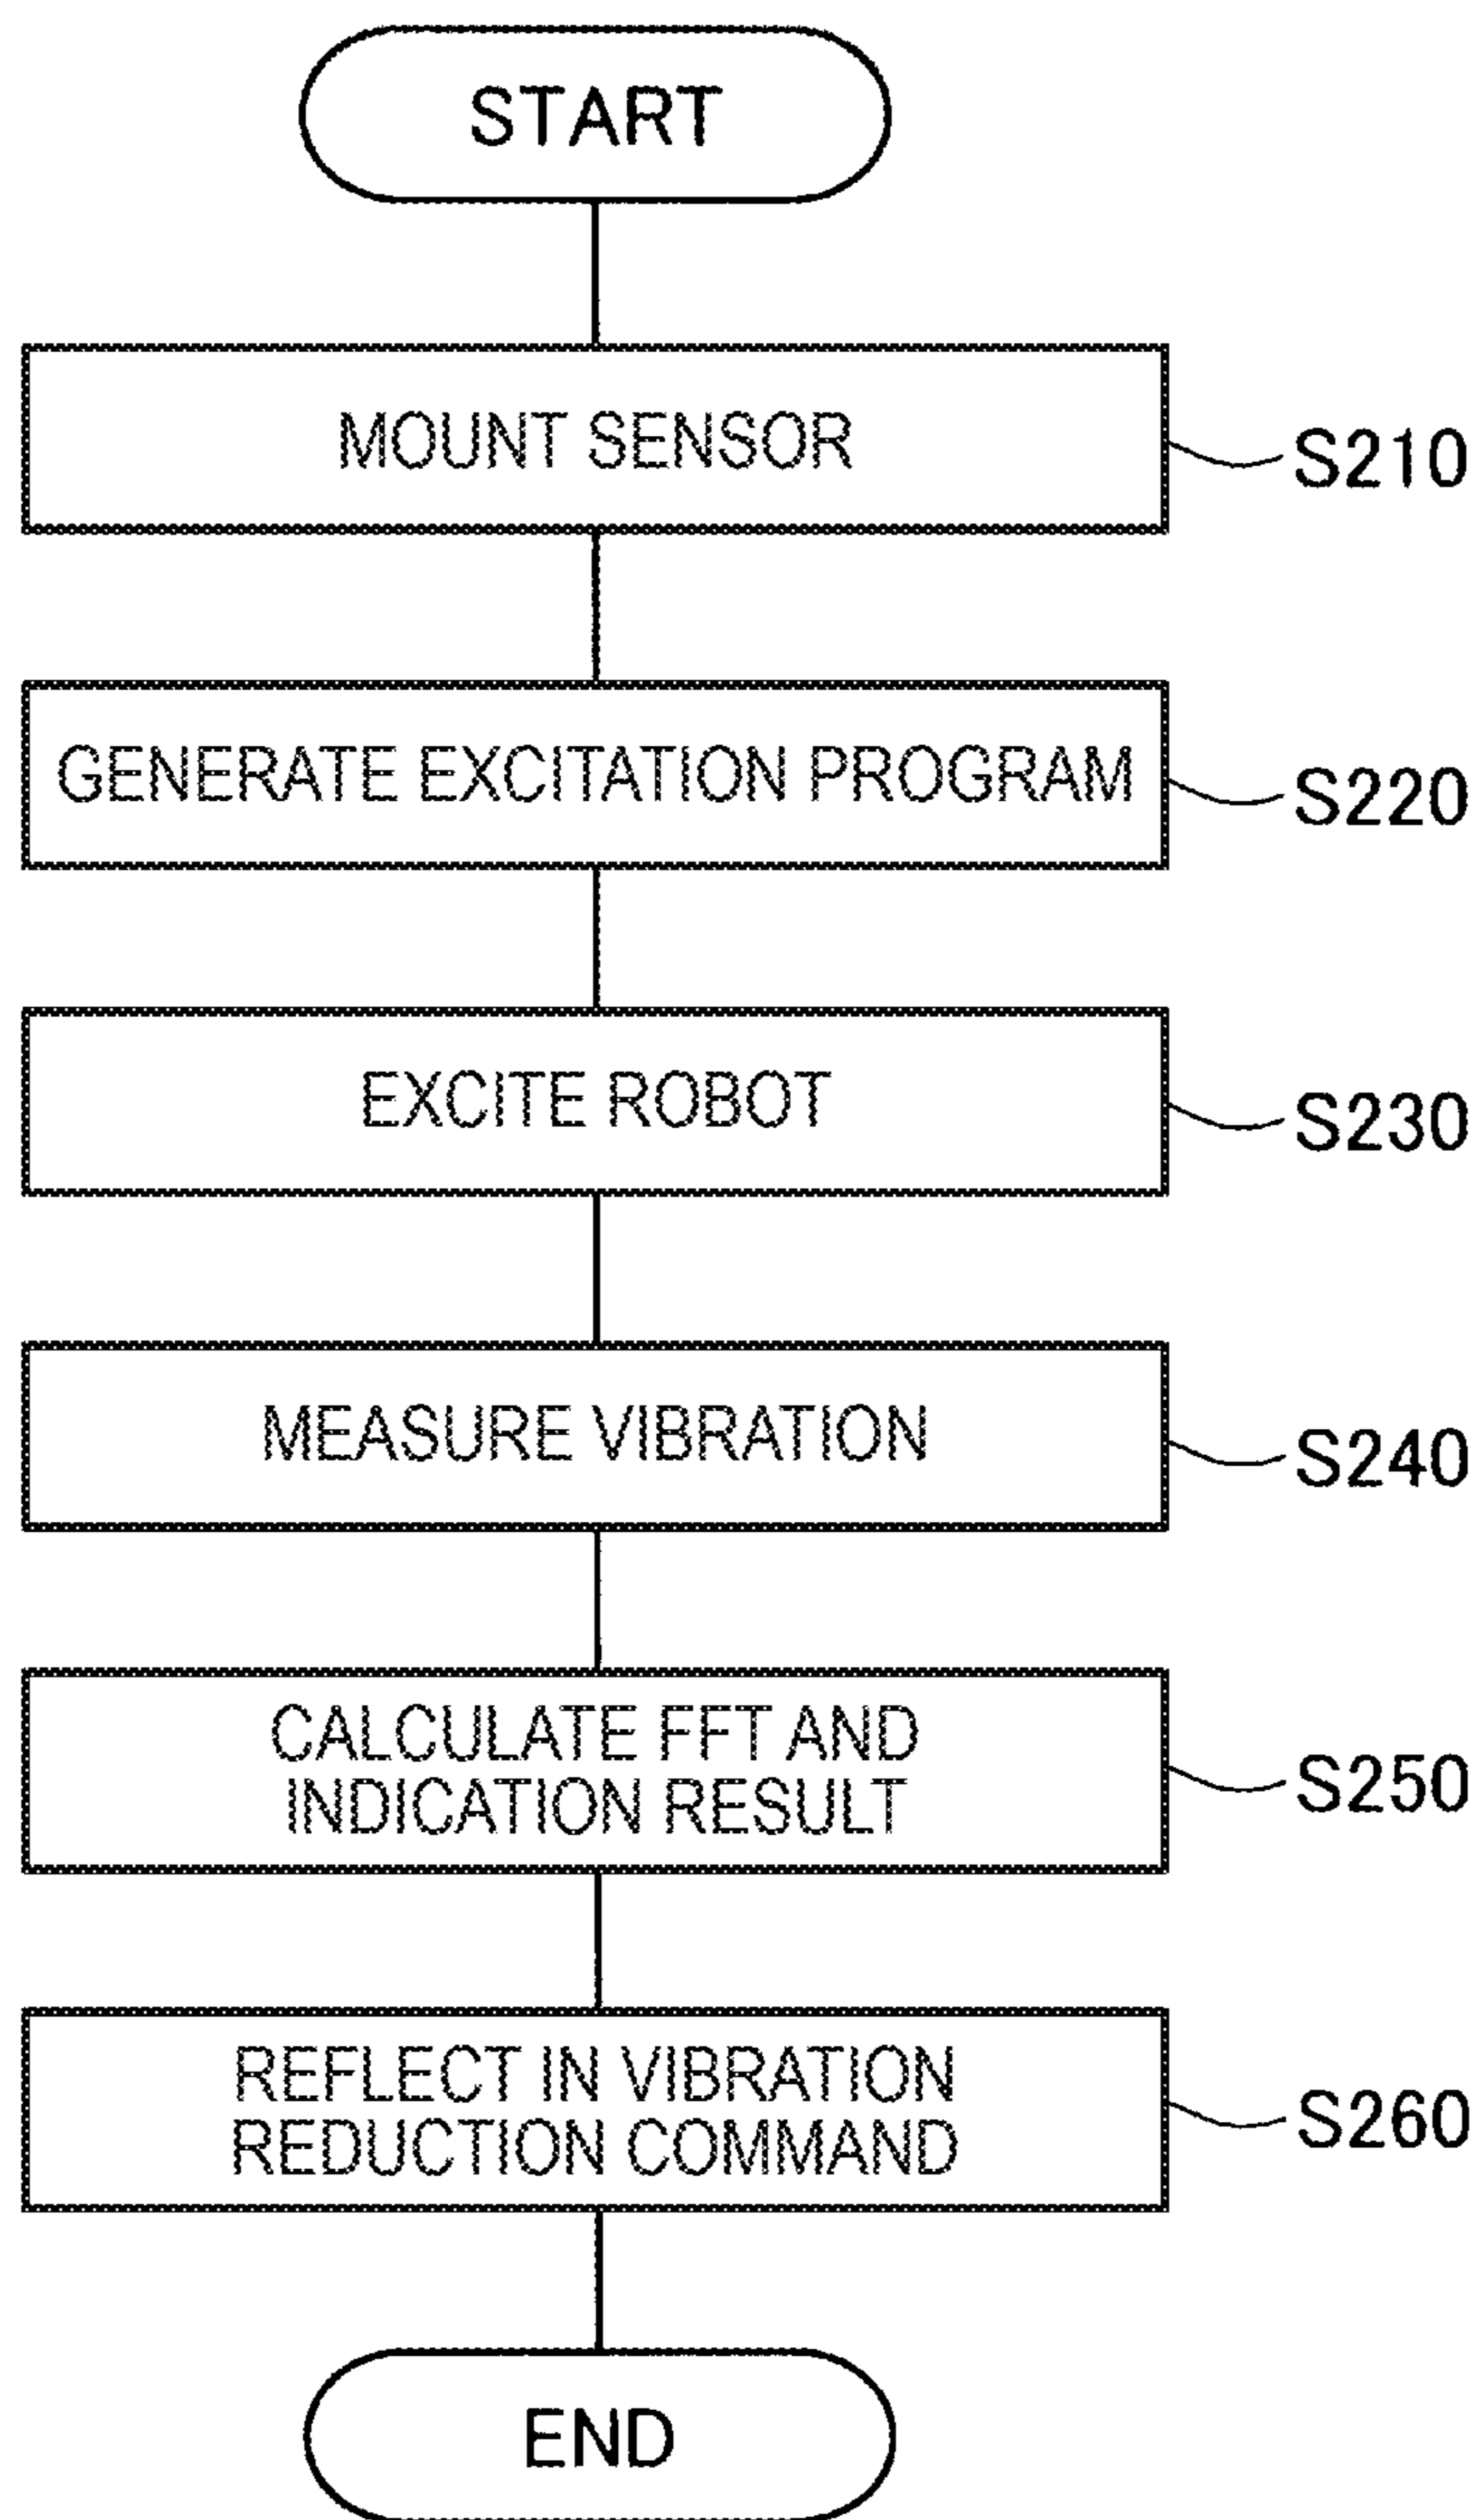 START
MOUNT SENSOR
S210
GENERATE EXCITATION PROGRAM
S220
EXCITE ROBOT
S230
MEASURE VIBRATION
S240
CALCULATE FFT AND
INDICATION RESULT
S250
REFLECT IN VIBRATION
REDUCTION COMMAND
S260
END